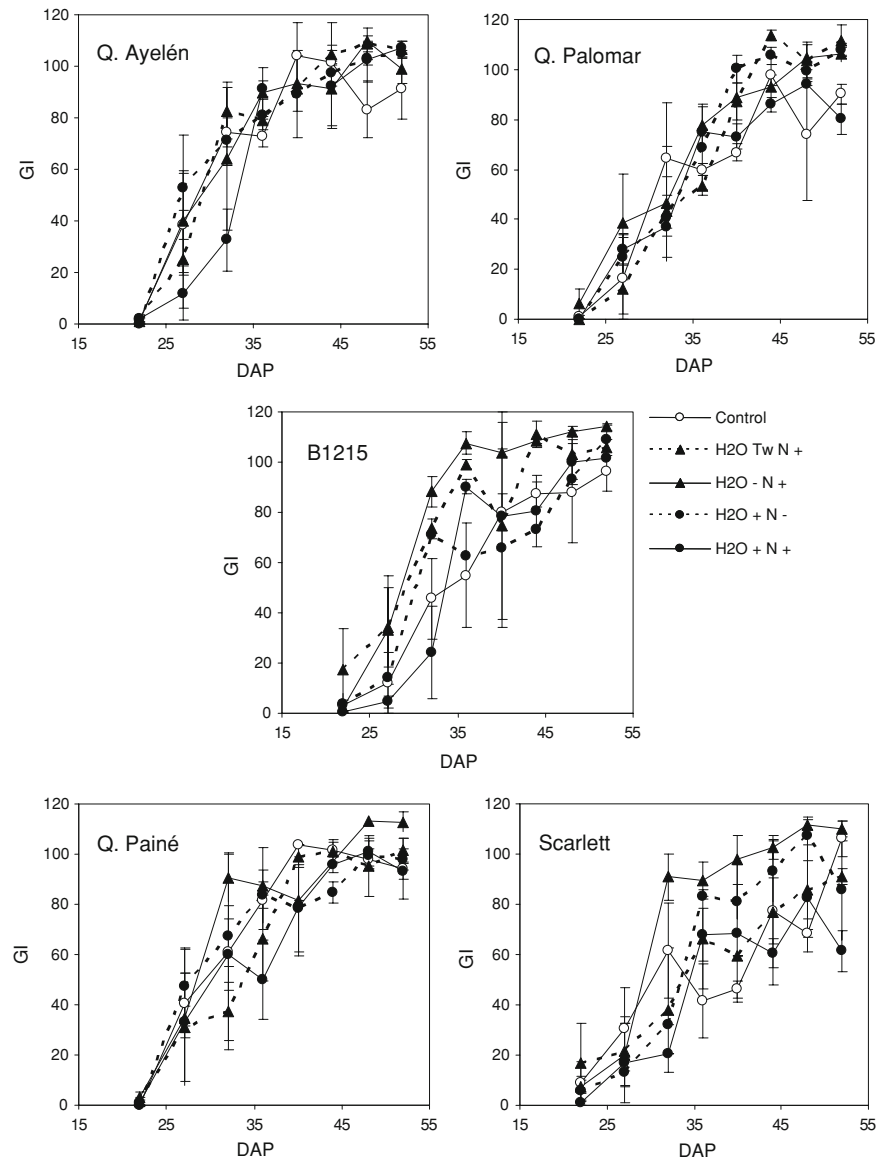 Q. Ayelén
GI
120
100
80
60
40
20
0
15 25 35 45 55
DAP
Q. Palomar
GI
120
100
80
60
40
20
0
15 25 35 45 55
DAP
B1215
GI
120
100
80
60
40
20
0
15 25 35 45 55
DAP
Control
H2O Tw N +
H2O - N +
H2O + N -
H2O + N +
Q. Painé
GI
120
100
80
60
40
20
0
15 25 35 45 55
DAP
Scarlett
GI
120
100
80
60
40
20
0
15 25 35 45 55
DAP